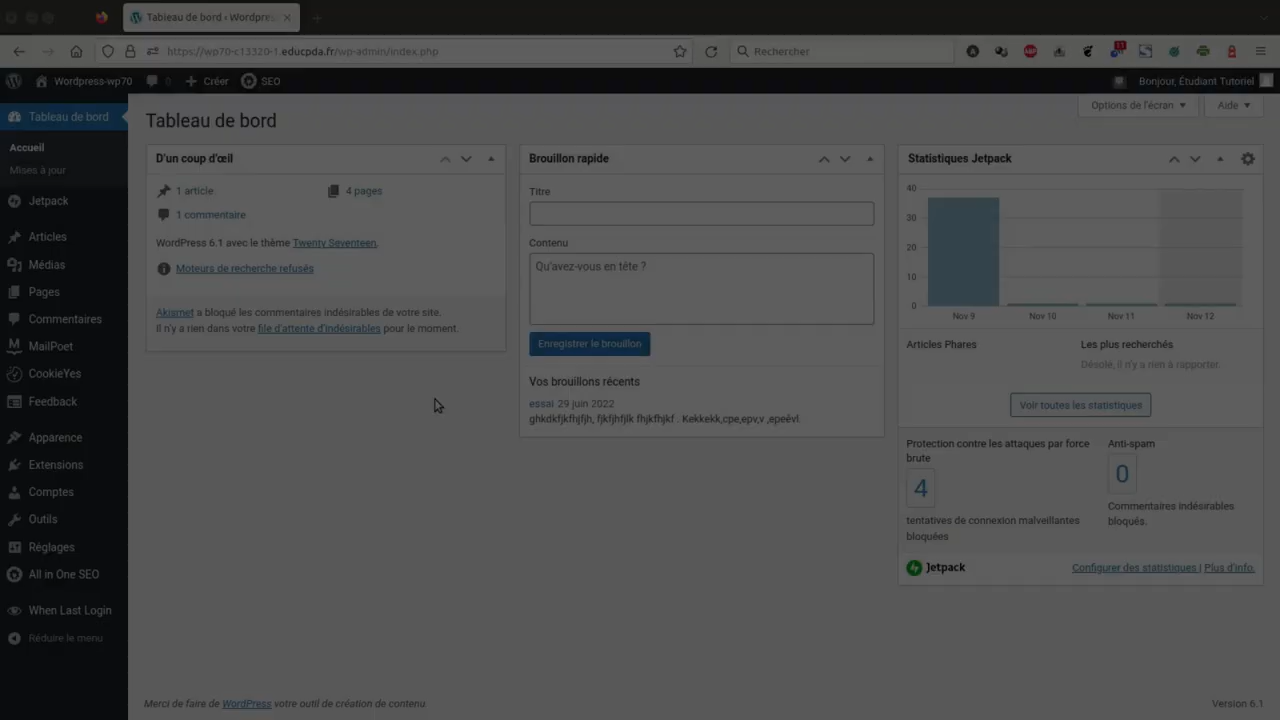 Tableau de bord ‹ Wordpres
https://wp70-c13320-1.educpda.fr/wp-admin/index.php
Rechercher
11
Wordpress-wp70
0
Créer
SEO
Bonjour, Étudiant Tutoriel
Tableau de bord
Accueil
Mises à jour
Jetpack
Articles
Médias
Pages
Commentaires
MailPoet
CookieYes
Feedback
Apparence
Extensions
Comptes
Outils
Réglages
All in One SEO
When Last Login
Réduire le menu
Options de l'écran
Aide
Tableau de bord
D'un coup d'œil
1 article
4 pages
1 commentaire
WordPress 6.1 avec le thème Twenty Seventeen.
Moteurs de recherche refusés
Akismet a bloqué les commentaires indésirables de votre site.
Il n'y a rien dans votre file d'attente d'indésirables pour le moment.
Brouillon rapide
Titre
Contenu
Qu'avez-vous en tête ?
Enregistrer le brouillon
Vos brouillons récents
essai 29 juin 2022
ghkdkfjkfhjfjh, fjkfjhfjlk fhjkfhjkf . Kekkekk,cpe,epv,v ,epeêvl.
Statistiques Jetpack
40
30
20
10
0
Nov 9
Nov 10
Nov 11
Nov 12
Articles Phares
Les plus recherchés
Désolé, il n'y a rien à rapporter.
Voir toutes les statistiques
Protection contre les attaques par force
brute
4
tentatives de connexion malveillantes
bloquées
Anti-spam
0
Commentaires indésirables
bloqués.
Jetpack
Configurer des statistiques | Plus d'info.
Merci de faire de WordPress votre outil de création de contenu.
Version 6.1